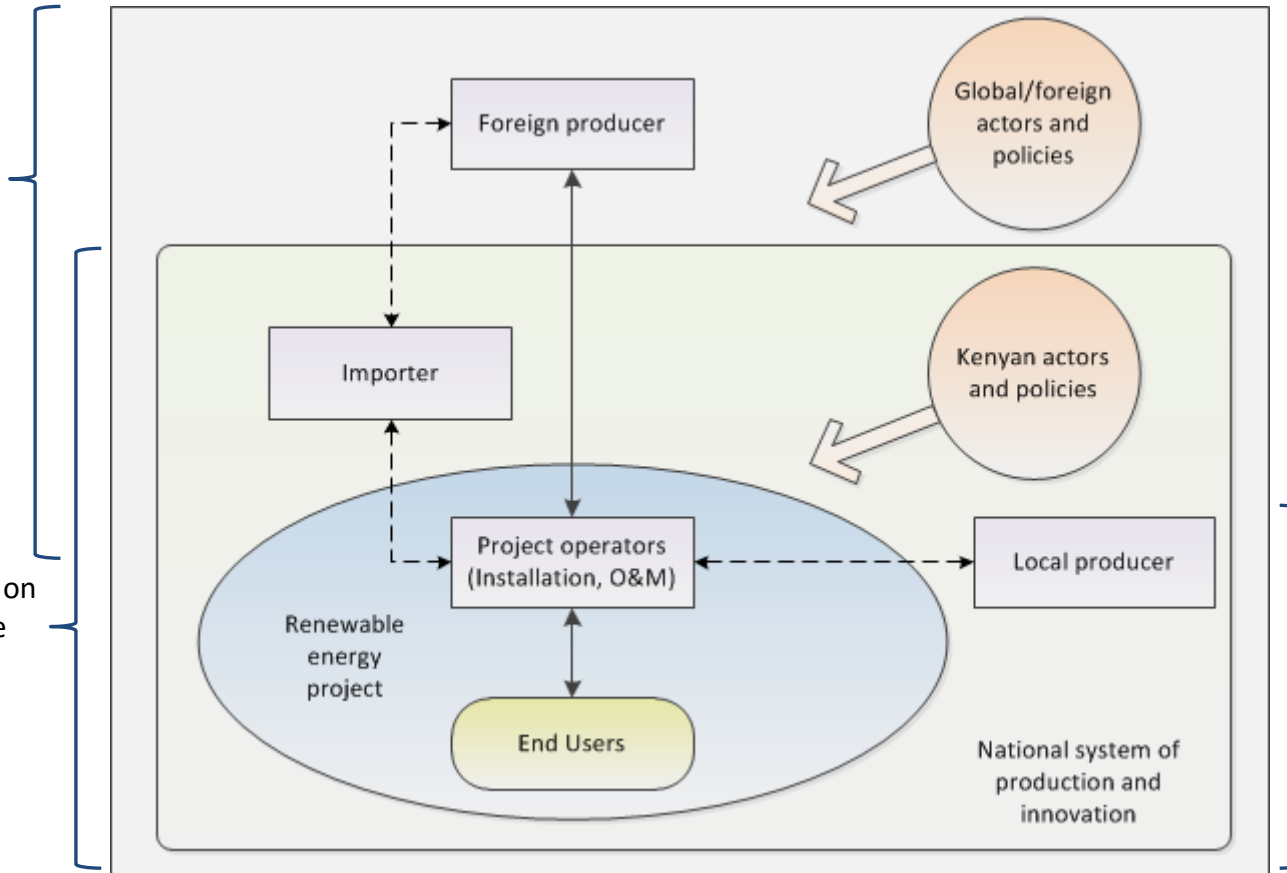 Global/foreign
actors and
policies
Foreign producer
Importer
Kenyan actors
and policies
Project operators
(Installation, O&M)
Local producer
on
e
Renewable
energy
project
End Users
National system of
production and
innovation